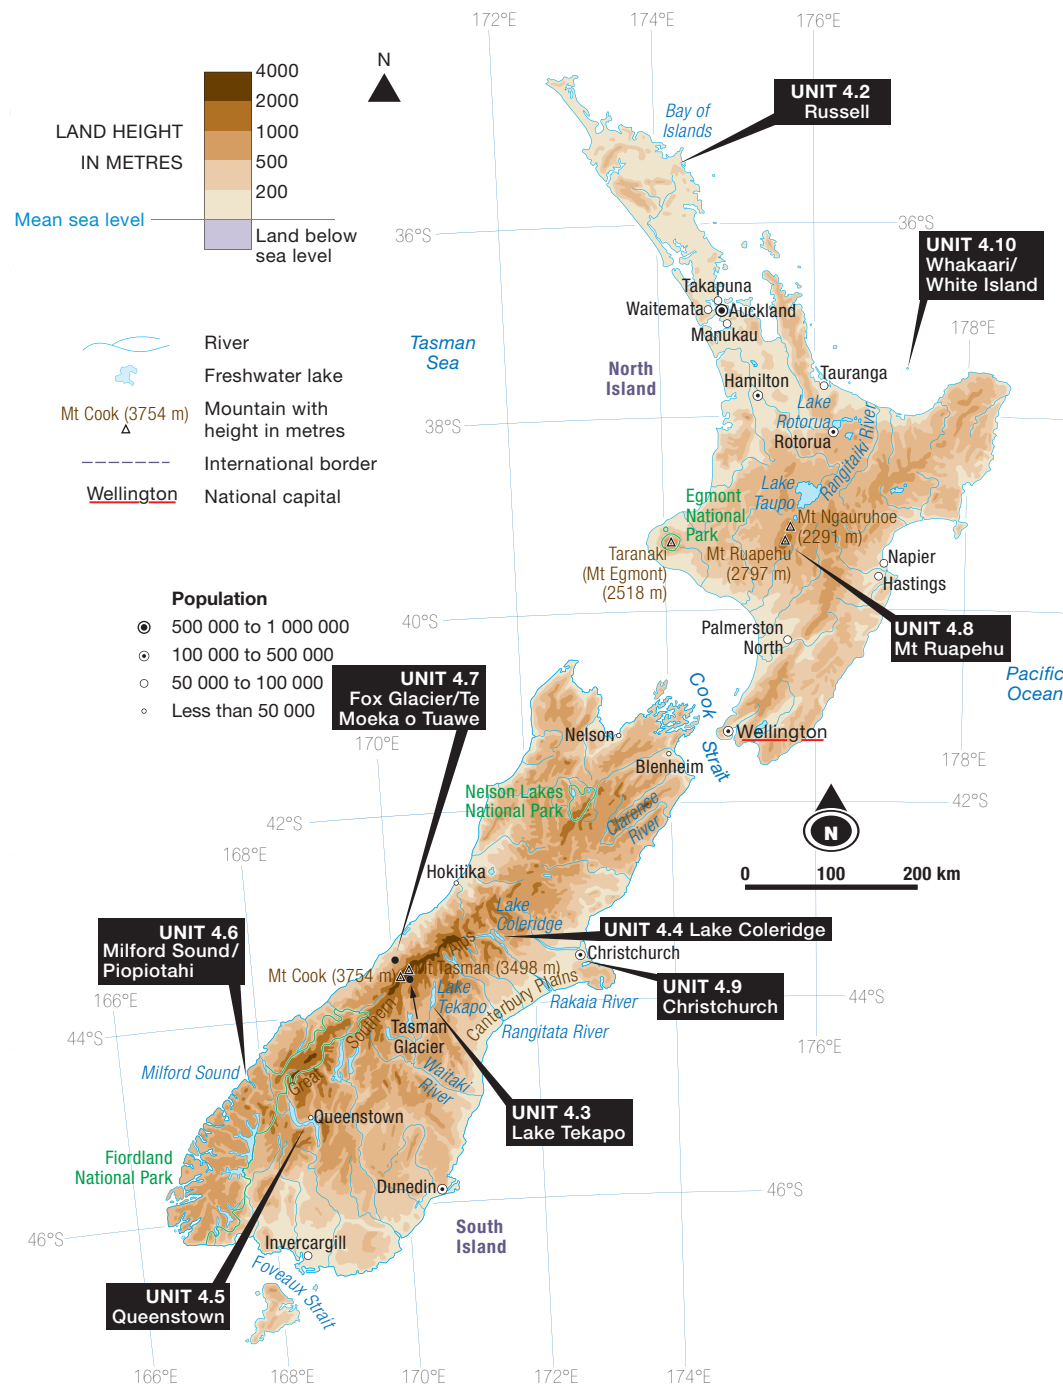 172°E
174°E
176°E
N
4000
2000
1000
500
200
LAND HEIGHT
IN METRES
Mean sea level
Land below
sea level
UNIT 4.2
Russell
Bay of
Islands
36°S
36°S
UNIT 4.10
Whakaari/
White Island
178°E
Takapuna
Waitemata
Auckland
Manukau
Tasman
Sea
North
Island
River
Freshwater lake
Mt Cook (3754 m)
Mountain with
height in metres
International border
Wellington
National capital
Hamilton
Tauranga
Lake
Rotorua
Rotorua
Rangitaiki River
38°S
Lake
Taupo
Egmont
National
Park
Mt Ngauruhoe
(2291 m)
Mt Ruapehu
(2797 m)
Taranaki
(Mt Egmont)
(2518 m)
Napier
Hastings
40°S
Palmerston
North
UNIT 4.8
Mt Ruapehu
Pacific
Ocean
Population
500 000 to 1 000 000
100 000 to 500 000
50 000 to 100 000
Less than 50 000
UNIT 4.7
Fox Glacier/Te
Moeka o Tuawe
170°E
Cook
Strait
Nelson
Wellington
Blenheim
178°E
Nelson Lakes
National Park
Clarence
River
42°S
42°S
N
0
100
200 km
168°E
Hokitika
Lake
Coleridge
UNIT 4.4 Lake Coleridge
UNIT 4.6
Milford Sound/
Piopiotahi
Christchurch
Mt Cook (3754 m)
Mt Tasman (3498 m)
Great
Southern
Alps
Lake
Tekapo
Canterbury Plains
UNIT 4.9
Christchurch
166°E
44°S
Rakaia River
Rangitata River
Tasman
Glacier
44°S
176°E
Milford Sound
Waitaki
River
Queenstown
UNIT 4.3
Lake Tekapo
Fiordland
National Park
Dunedin
46°S
South
Island
46°S
Invercargill
Foveaux Strait
UNIT 4.5
Queenstown
166°E
168°E
170°E
172°E
174°E